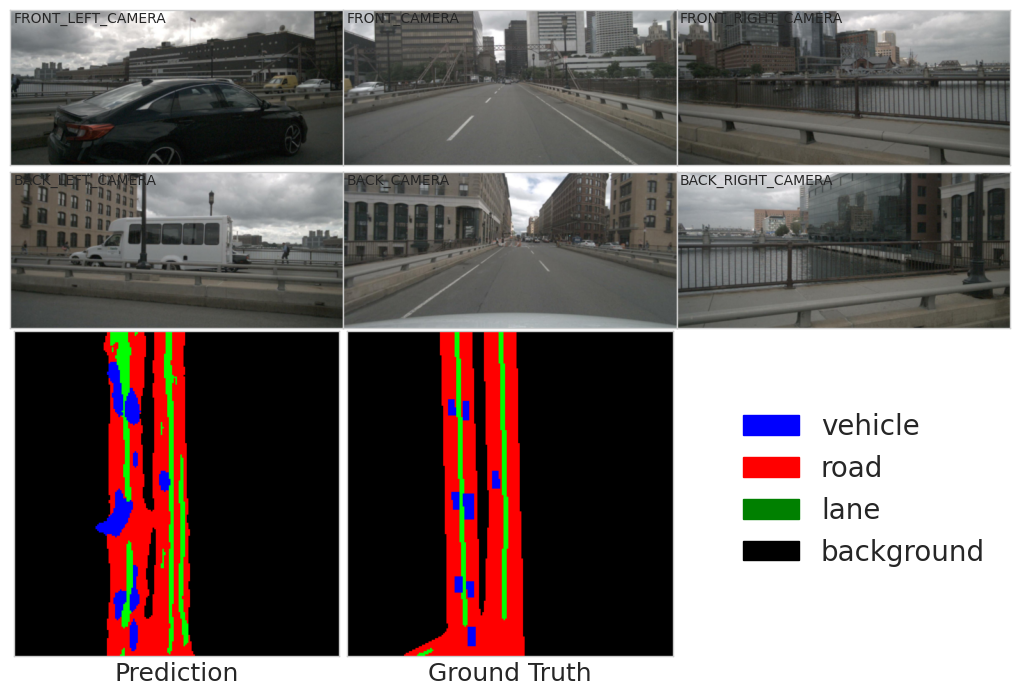 FRONT_LEFT_CAMERA
FRONT_CAMERA
FRONT_RIGHT_CAMERA
BACK_LEFT_CAMERA
BACK_CAMERA
BACK_RIGHT_CAMERA
vehicle
road
lane
background
Prediction
Ground Truth